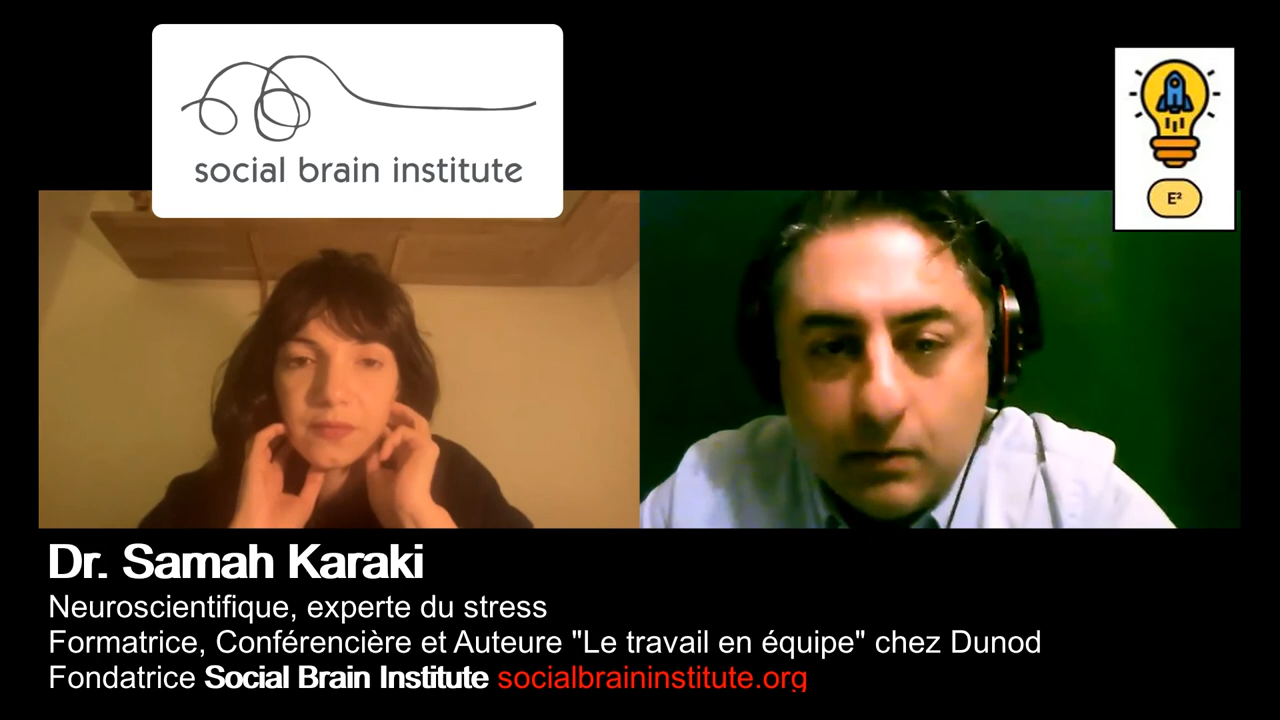 social brain institute
E²
Dr. Samah Karaki
Neuroscientifique, experte du stress
Formatrice, Conférencière et Auteure "Le travail en équipe" chez Dunod
Fondatrice Social Brain Institute socialbraininstitute.org